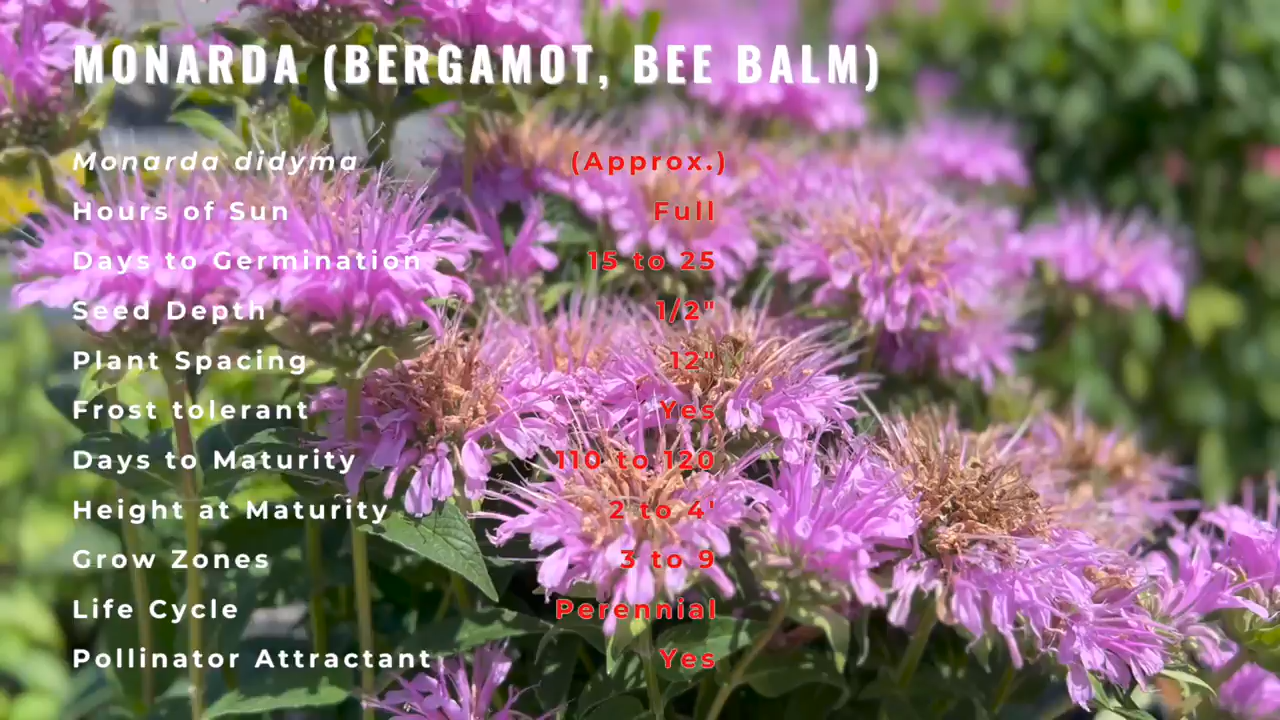 MONARDA (BERGAMOT, BEE BALM)
Monarda didyma (Approx.)
Hours of Sun Full
Days to Germination 15 to 25
Seed Depth 1/2"
Plant Spacing 12"
Frost tolerant Yes
Days to Maturity 110 to 120
Height at Maturity 2 to 4'
Grow Zones 3 to 9
Life Cycle Perennial
Pollinator Attractant Yes